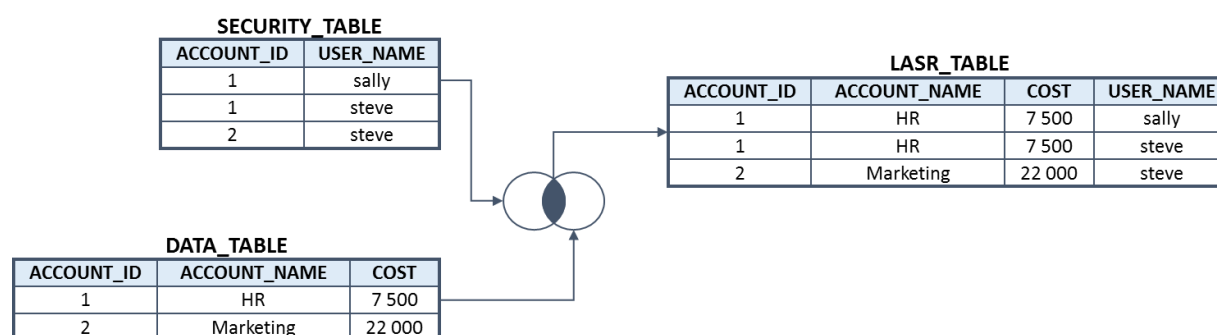 SECURITY_TABLE
ACCOUNT_ID USER_NAME
1 sally
1 steve
2 steve
LASR_TABLE
ACCOUNT_ID ACCOUNT_NAME COST USER_NAME
1 HR 7 500 sally
1 HR 7 500 steve
2 Marketing 22 000 steve
DATA_TABLE
ACCOUNT_ID ACCOUNT_NAME COST
1 HR 7 500
2 Marketing 22 000